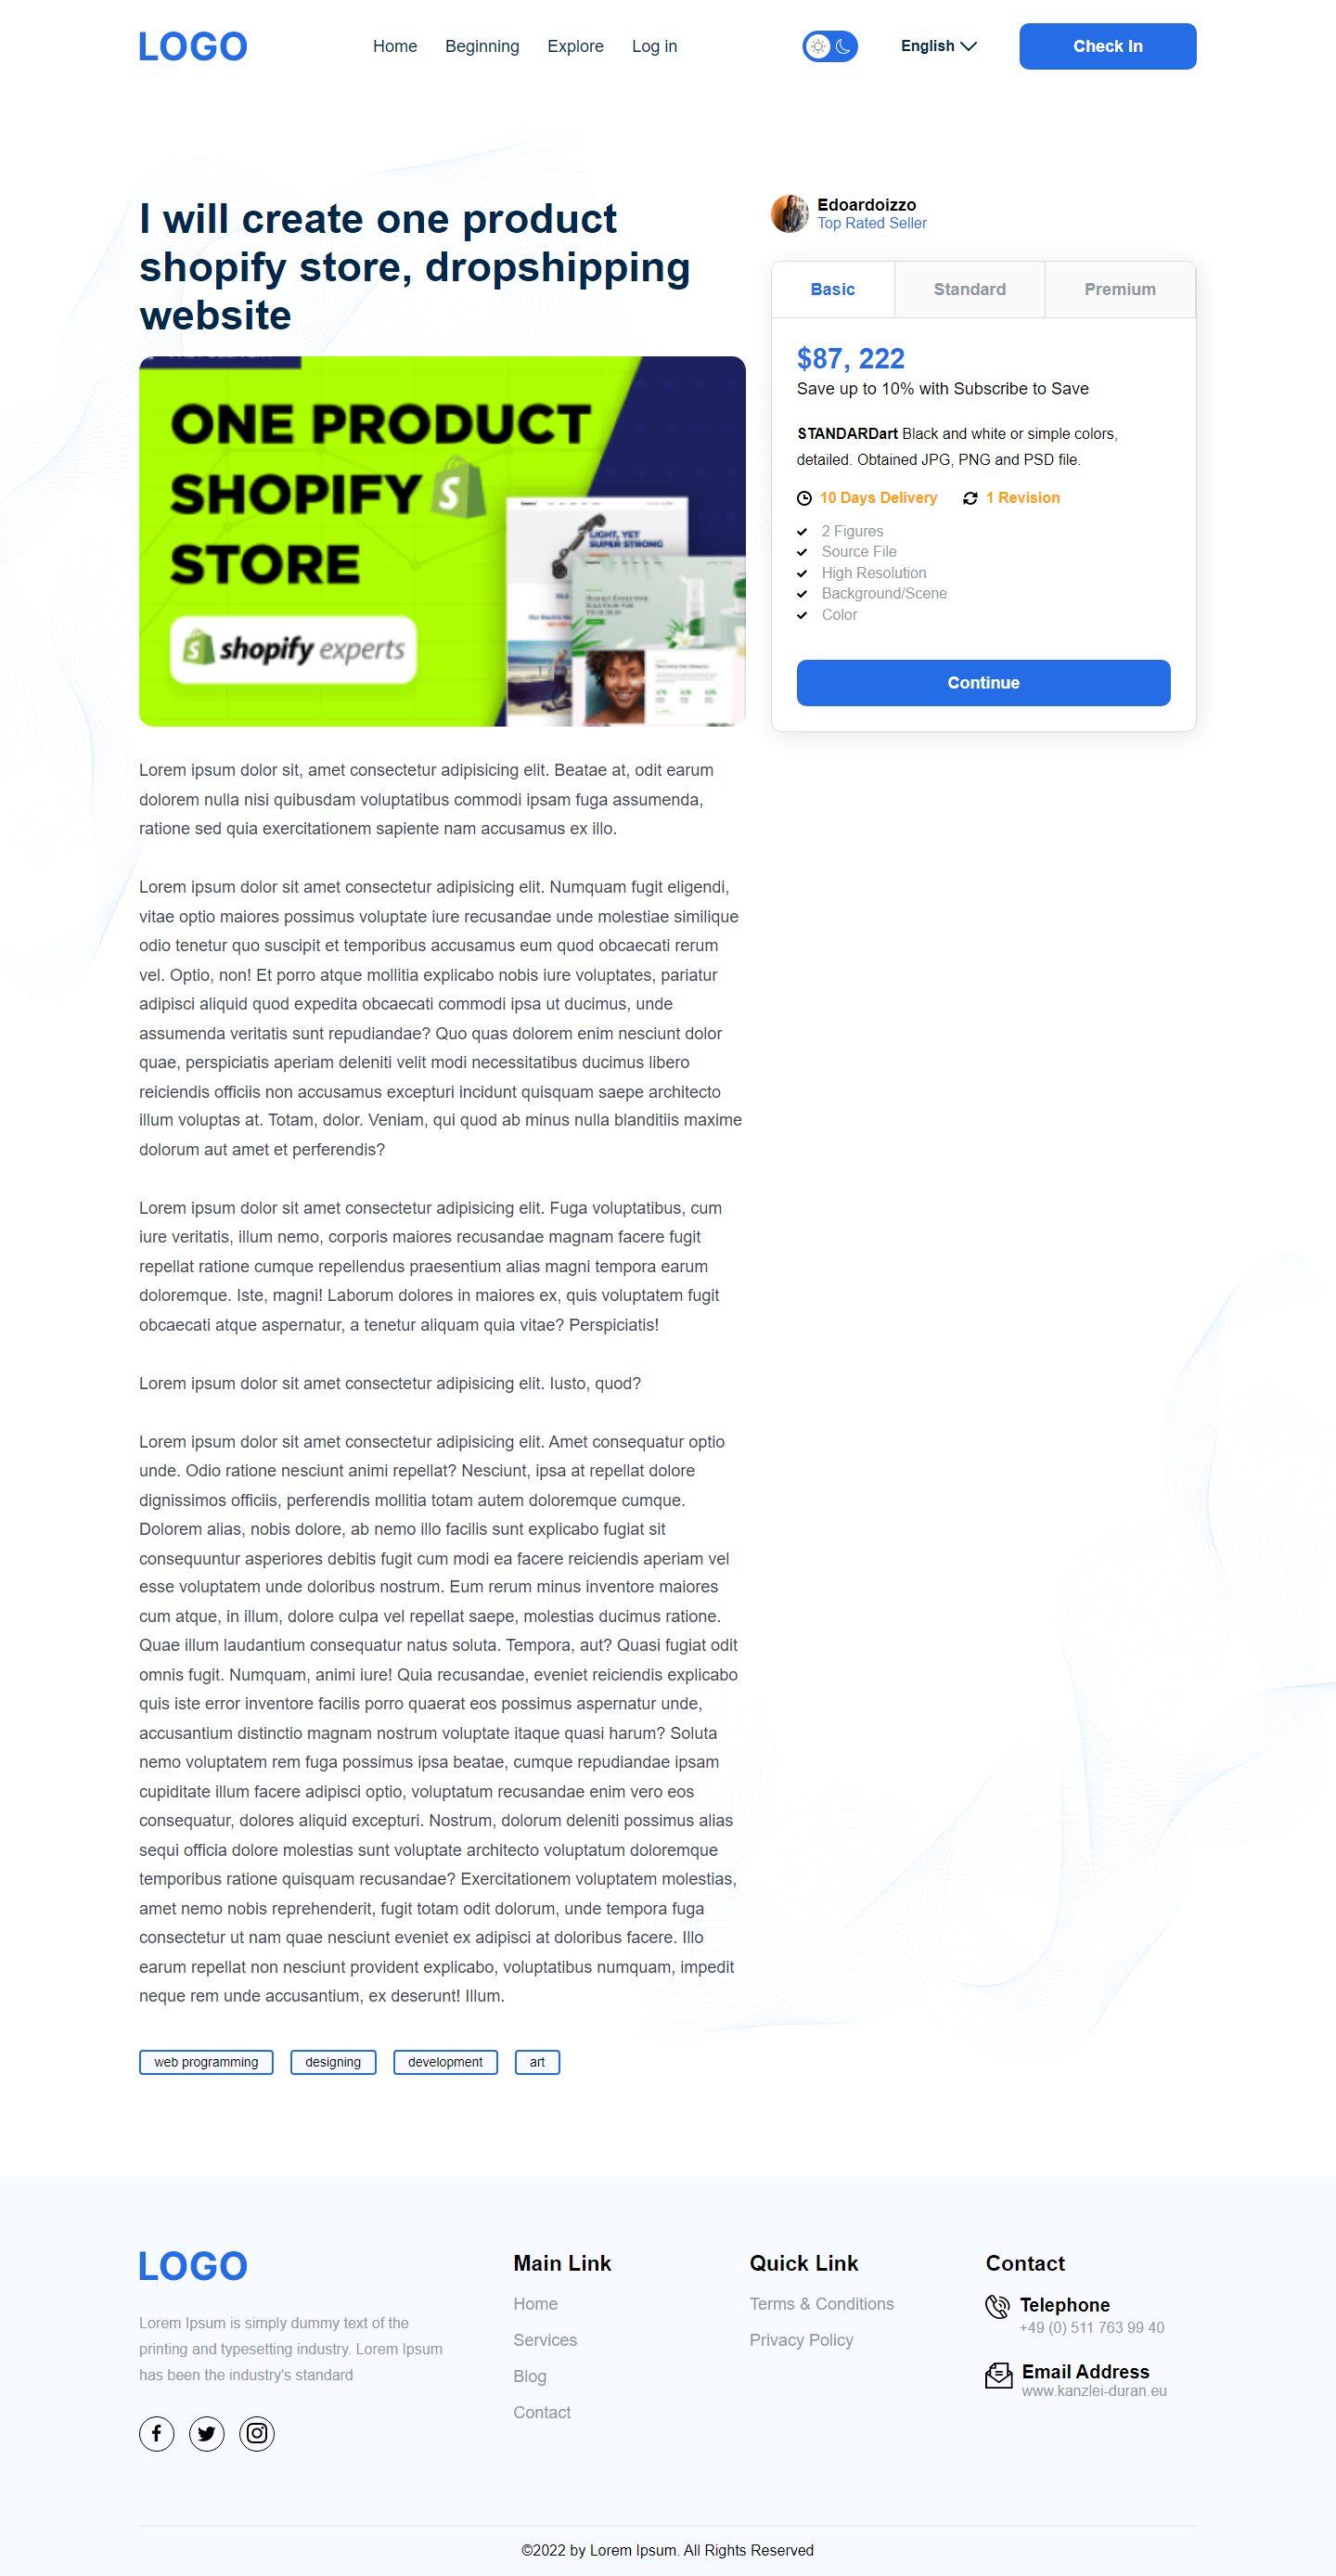 LOGO
Home
Beginning
Explore
Log in
English
Check In
I will create one product
shopify store, dropshipping
website
ONE PRODUCT
SHOPIFY
STORE
shopify experts
LIGHT, YET
SUPER STRONG
Edoardoizzo
Top Rated Seller
Basic
Standard
Premium
$87, 222
Save up to 10% with Subscribe to Save
STANDARDart Black and white or simple colors,
detailed. Obtained JPG, PNG and PSD file.
10 Days Delivery
1 Revision
2 Figures
Source File
High Resolution
Background/Scene
Color
Continue
Lorem ipsum dolor sit, amet consectetur adipisicing elit. Beatae at, odit earum
dolorem nulla nisi quibusdam voluptatibus commodi ipsam fuga assumenda,
ratione sed quia exercitationem sapiente nam accusamus ex illo.
Lorem ipsum dolor sit amet consectetur adipisicing elit. Numquam fugit eligendi,
vitae optio maiores possimus voluptate iure recusandae unde molestiae similique
odio tenetur quo suscipit et temporibus accusamus eum quod obcaecati rerum
vel. Optio, non! Et porro atque mollitia explicabo nobis iure voluptates, pariatur
adipisci aliquid quod expedita obcaecati commodi ipsa ut ducimus, unde
assumenda veritatis sunt repudiandae? Quo quas dolorem enim nesciunt dolor
quae, perspiciatis aperiam deleniti velit modi necessitatibus ducimus libero
reiciendis officiis non accusamus excepturi incidunt quisquam saepe architecto
illum voluptas at. Totam, dolor. Veniam, qui quod ab minus nulla blanditiis maxime
dolorum aut amet et perferendis?
Lorem ipsum dolor sit amet consectetur adipisicing elit. Fuga voluptatibus, cum
iure veritatis, illum nemo, corporis maiores recusandae magnam facere fugit
repellat ratione cumque repellendus praesentium alias magni tempora earum
doloremque. Iste, magni! Laborum dolores in maiores ex, quis voluptatem fugit
obcaecati atque aspernatur, a tenetur aliquam quia vitae? Perspiciatis!
Lorem ipsum dolor sit amet consectetur adipisicing elit. Iusto, quod?
Lorem ipsum dolor sit amet consectetur adipisicing elit. Amet consequatur optio
unde. Odio ratione nesciunt animi repellat? Nesciunt, ipsa at repellat dolore
dignissimos officiis, perferendis mollitia totam autem doloremque cumque.
Dolorem alias, nobis dolore, ab nemo illo facilis sunt explicabo fugiat sit
consequuntur asperiores debitis fugit cum modi ea facere reiciendis aperiam vel
esse voluptatem unde doloribus nostrum. Eum rerum minus inventore maiores
cum atque, in illum, dolore culpa vel repellat saepe, molestias ducimus ratione.
Quae illum laudantium consequatur natus soluta. Tempora, aut? Quasi fugiat odit
omnis fugit. Numquam, animi iure! Quia recusandae, eveniet reiciendis explicabo
quis iste error inventore facilis porro quaerat eos possimus aspernatur unde,
accusantium distinctio magnam nostrum voluptate itaque quasi harum? Soluta
nemo voluptatem rem fuga possimus ipsa beatae, cumque repudiandae ipsam
cupiditate illum facere adipisci optio, voluptatum recusandae enim vero eos
consequatur, dolores aliquid excepturi. Nostrum, dolorum deleniti possimus alias
sequi officia dolore molestias sunt voluptate architecto voluptatum doloremque
temporibus ratione quisquam recusandae? Exercitationem voluptatem molestias,
amet nemo nobis reprehenderit, fugit totam odit dolorum, unde tempora fuga
consectetur ut nam quae nesciunt eveniet ex adipisci at doloribus facere. Illo
earum repellat non nesciunt provident explicabo, voluptatibus numquam, impedit
neque rem unde accusantium, ex deserunt! Illum.
web programming
designing
development
art
LOGO
Lorem Ipsum is simply dummy text of the
printing and typesetting industry. Lorem Ipsum
has been the industry's standard
Main Link
Home
Services
Blog
Contact
Quick Link
Terms & Conditions
Privacy Policy
Contact
Telephone
+49 (0) 511 763 99 40
Email Address
www.kanzlei-duran.eu
©2022 by Lorem Ipsum. All Rights Reserved